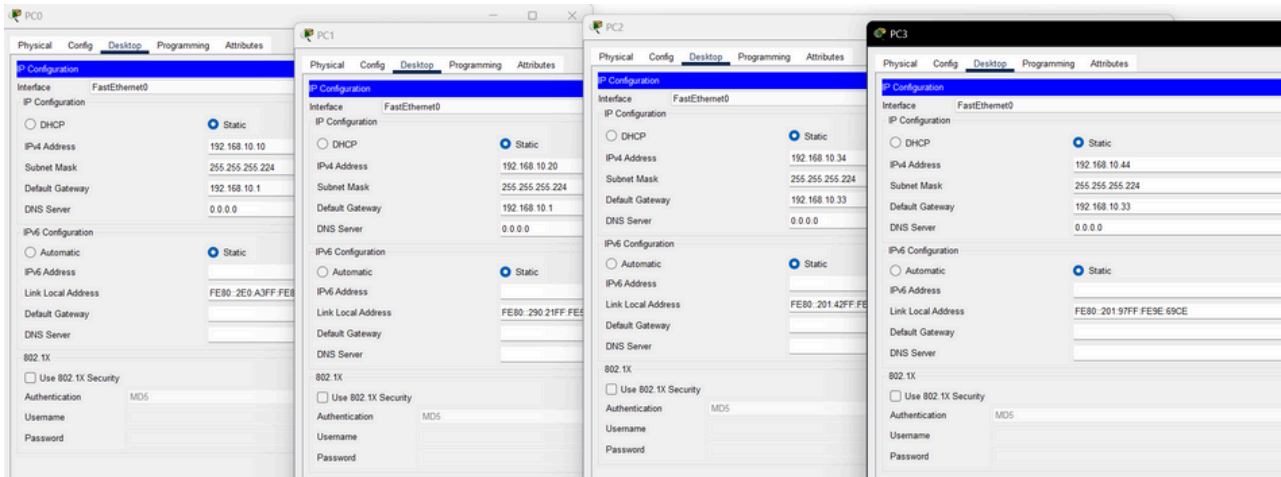 PC0
Physical Config Desktop Programming Attributes
IP Configuration
Interface FastEthernet0
IP Configuration
DHCP Static
IPv4 Address 192.168.10.10
Subnet Mask 255.255.255.224
Default Gateway 192.168.10.1
DNS Server 0.0.0.0
IPv6 Configuration
Automatic Static
IPv6 Address
Link Local Address FE80::2E0:A3FF:FE8
Default Gateway
DNS Server
802.1X
Use 802.1X Security
Authentication MD5
Username
Password
PC1
Physical Config Desktop Programming Attributes
IP Configuration
Interface FastEthernet0
IP Configuration
DHCP Static
IPv4 Address 192.168.10.20
Subnet Mask 255.255.255.224
Default Gateway 192.168.10.1
DNS Server 0.0.0.0
IPv6 Configuration
Automatic Static
IPv6 Address
Link Local Address FE80::290:21FF:FE5
Default Gateway
DNS Server
802.1X
Use 802.1X Security
Authentication MD5
Username
Password
PC2
Physical Config Desktop Programming Attributes
IP Configuration
Interface FastEthernet0
IP Configuration
DHCP Static
IPv4 Address 192.168.10.34
Subnet Mask 255.255.255.224
Default Gateway 192.168.10.33
DNS Server 0.0.0.0
IPv6 Configuration
Automatic Static
IPv6 Address
Link Local Address FE80::201:42FF:FE
Default Gateway
DNS Server
802.1X
Use 802.1X Security
Authentication MD5
Username
Password
PC3
Physical Config Desktop Programming Attributes
IP Configuration
Interface FastEthernet0
IP Configuration
DHCP Static
IPv4 Address 192.168.10.44
Subnet Mask 255.255.255.224
Default Gateway 192.168.10.33
DNS Server 0.0.0.0
IPv6 Configuration
Automatic Static
IPv6 Address
Link Local Address FE80::201:97FF:FE9E:69CE
Default Gateway
DNS Server
802.1X
Use 802.1X Security
Authentication MD5
Username
Password